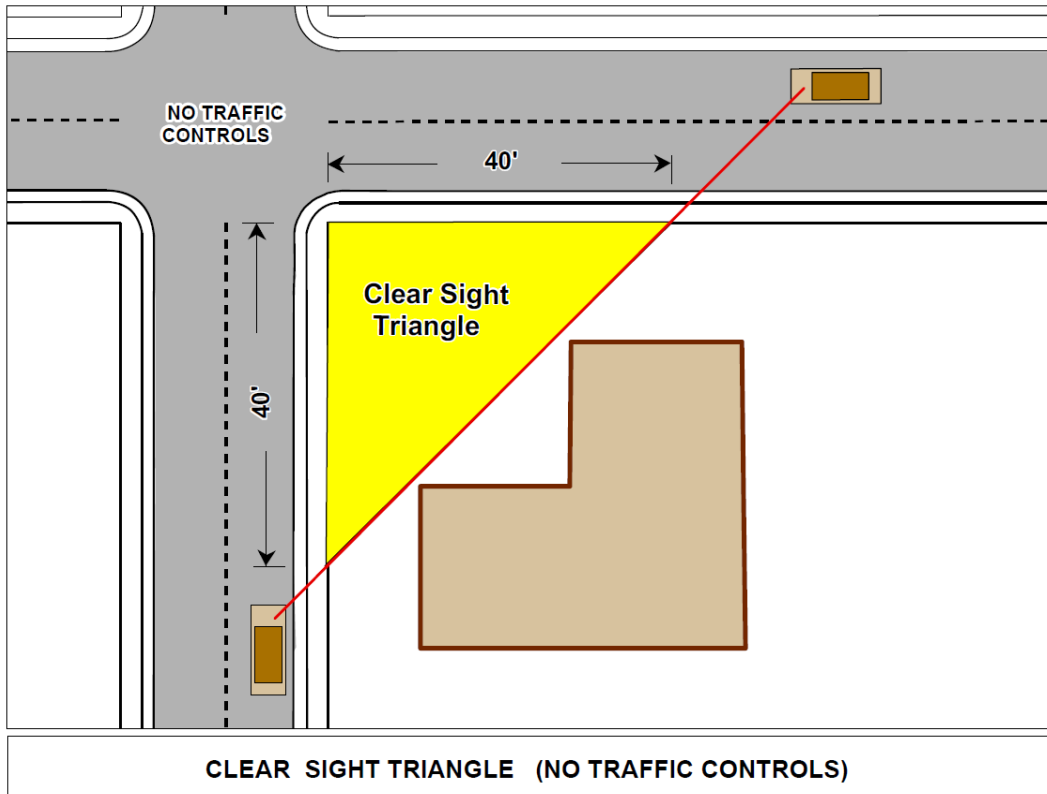 NO TRAFFIC
CONTROLS
40'
Clear Sight
Triangle
40'
CLEAR SIGHT TRIANGLE (NO TRAFFIC CONTROLS)